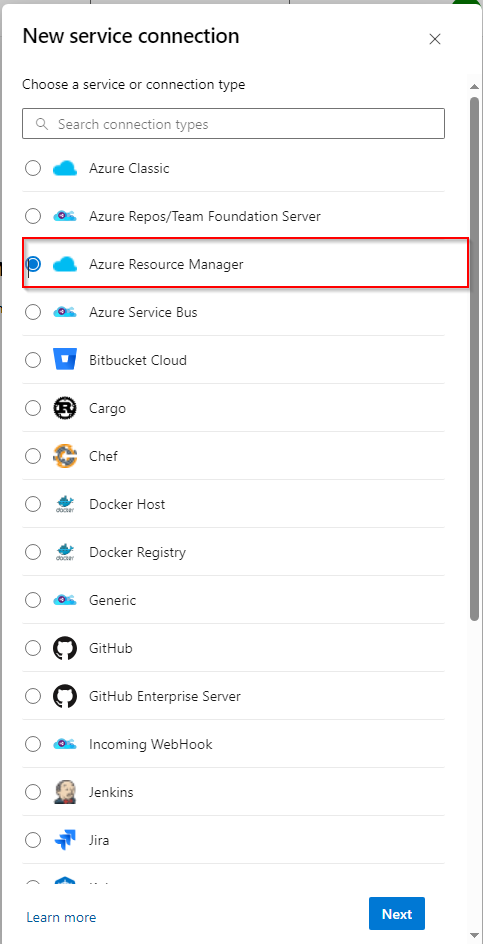 New service connection
Choose a service or connection type
Search connection types
Azure Classic
Azure Repos/Team Foundation Server
Azure Resource Manager
Azure Service Bus
Bitbucket Cloud
Cargo
Chef
Docker Host
Docker Registry
Generic
GitHub
GitHub Enterprise Server
Incoming WebHook
Jenkins
Jira
Learn more
Next